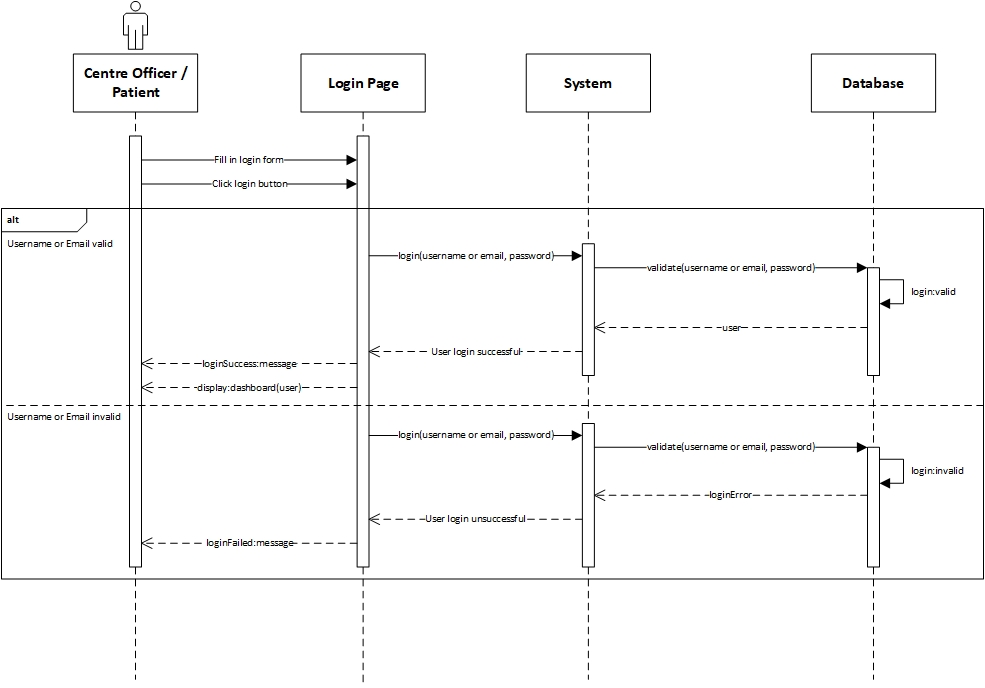 Centre Officer /
Patient
Login Page
System
Database
Fill in login form
Click login button
alt
Username or Email valid
login(username or email, password)
validate(username or email, password)
login:valid
user
User login successful
loginSuccess:message
display:dashboard(user)
Username or Email invalid
login(username or email, password)
validate(username or email, password)
login:invalid
loginError
User login unsuccessful
loginFailed:message